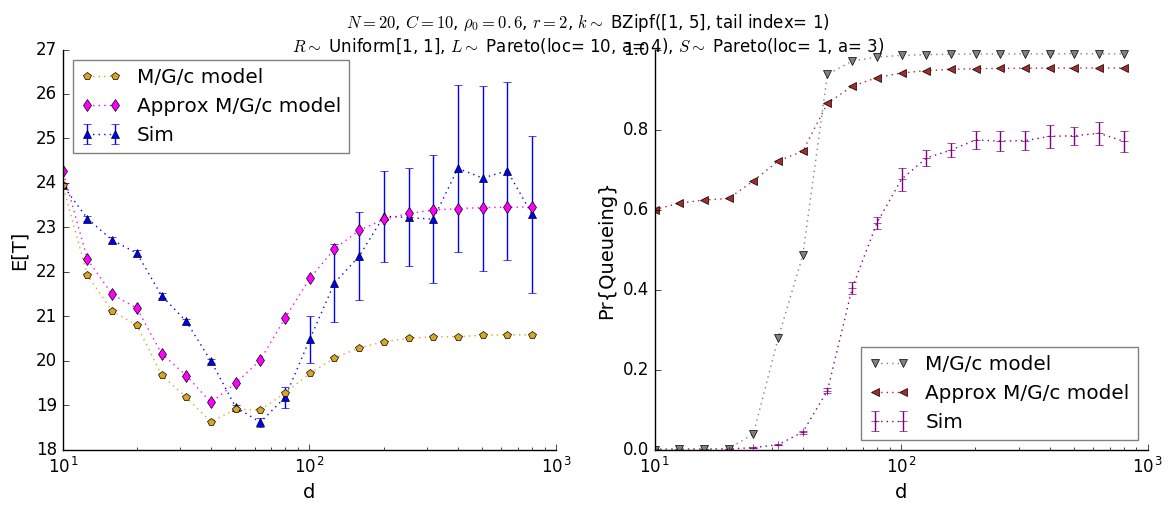 N = 20, C = 10, ρ₀ = 0.6, r = 2, k ∼ BZipf([1, 5], tail index= 1)
R ∼ Uniform[1, 1], L ∼ Pareto(loc= 10, a= 4), S ∼ Pareto(loc= 1, a= 3)
27
26
25
24
23
22
21
20
19
18
E[T]
M/G/c model
Approx M/G/c model
Sim
10¹
10²
10³
d
1.0
0.8
0.6
0.4
0.2
0.0
Pr{Queueing}
M/G/c model
Approx M/G/c model
Sim
10¹
10²
10³
d